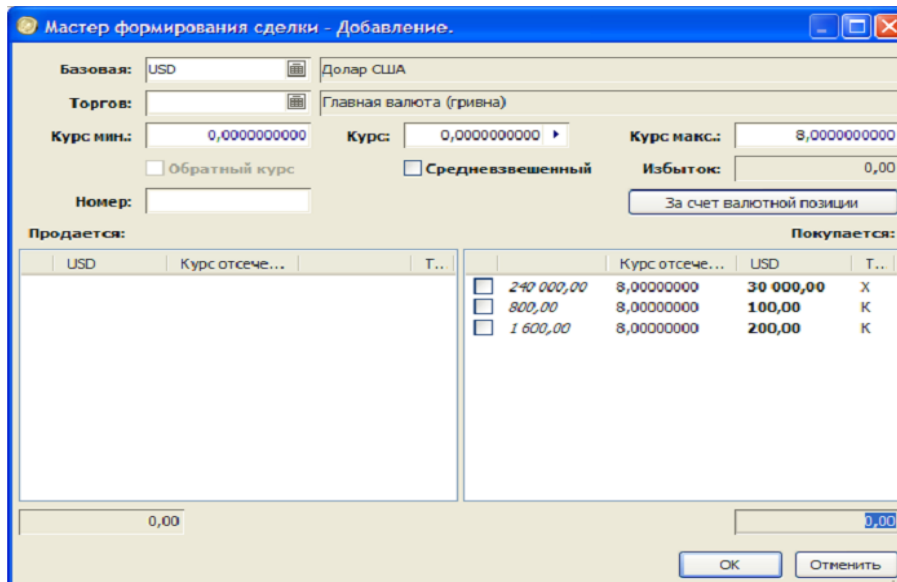 Мастер формирования сделки - Добавление.
Базовая: USD Долар США
Торгов: Главная валюта (гривна)
Курс мин.: 0,0000000000 Курс: 0,0000000000 Курс макс.: 8,0000000000
Обратный курс Средневзвешенный Избыток: 0,00
Номер: За счет валютной позиции
Продается: Покупается:
USD Курс отсече... Т.. Курс отсече... USD Т...
240 000,00 8,00000000 30 000,00 Х
800,00 8,00000000 100,00 К
1 600,00 8,00000000 200,00 К
0,00 0,00
ОК Отменить